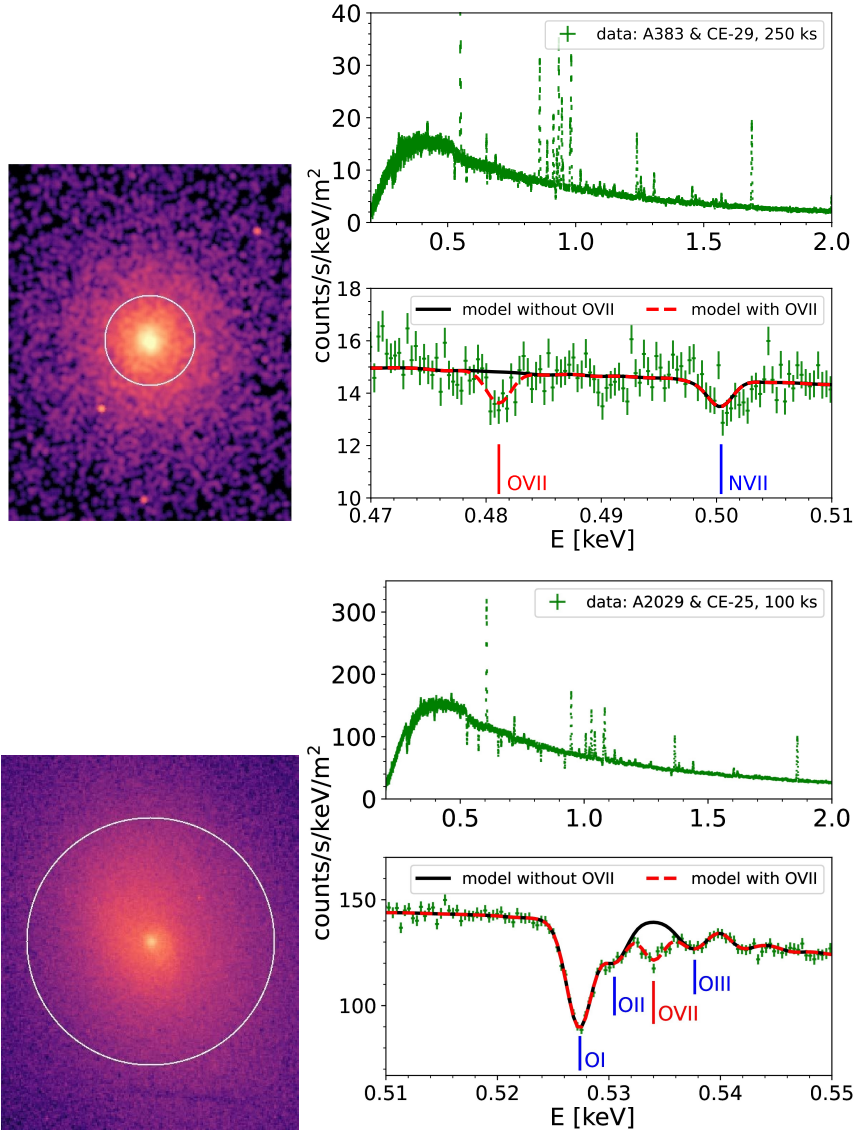 40
30
20
10
0
data: A383 & CE-29, 250 ks
0.5
1.0
1.5
2.0
counts/s/keV/m²
18
16
14
12
10
model without OVII
model with OVII
OVII
NVII
0.47
0.48
0.49
0.50
0.51
E [keV]
300
200
100
0
data: A2029 & CE-25, 100 ks
0.5
1.0
1.5
2.0
counts/s/keV/m²
150
100
model without OVII
model with OVII
OIII
OII
OVII
OI
0.51
0.52
0.53
0.54
0.55
E [keV]